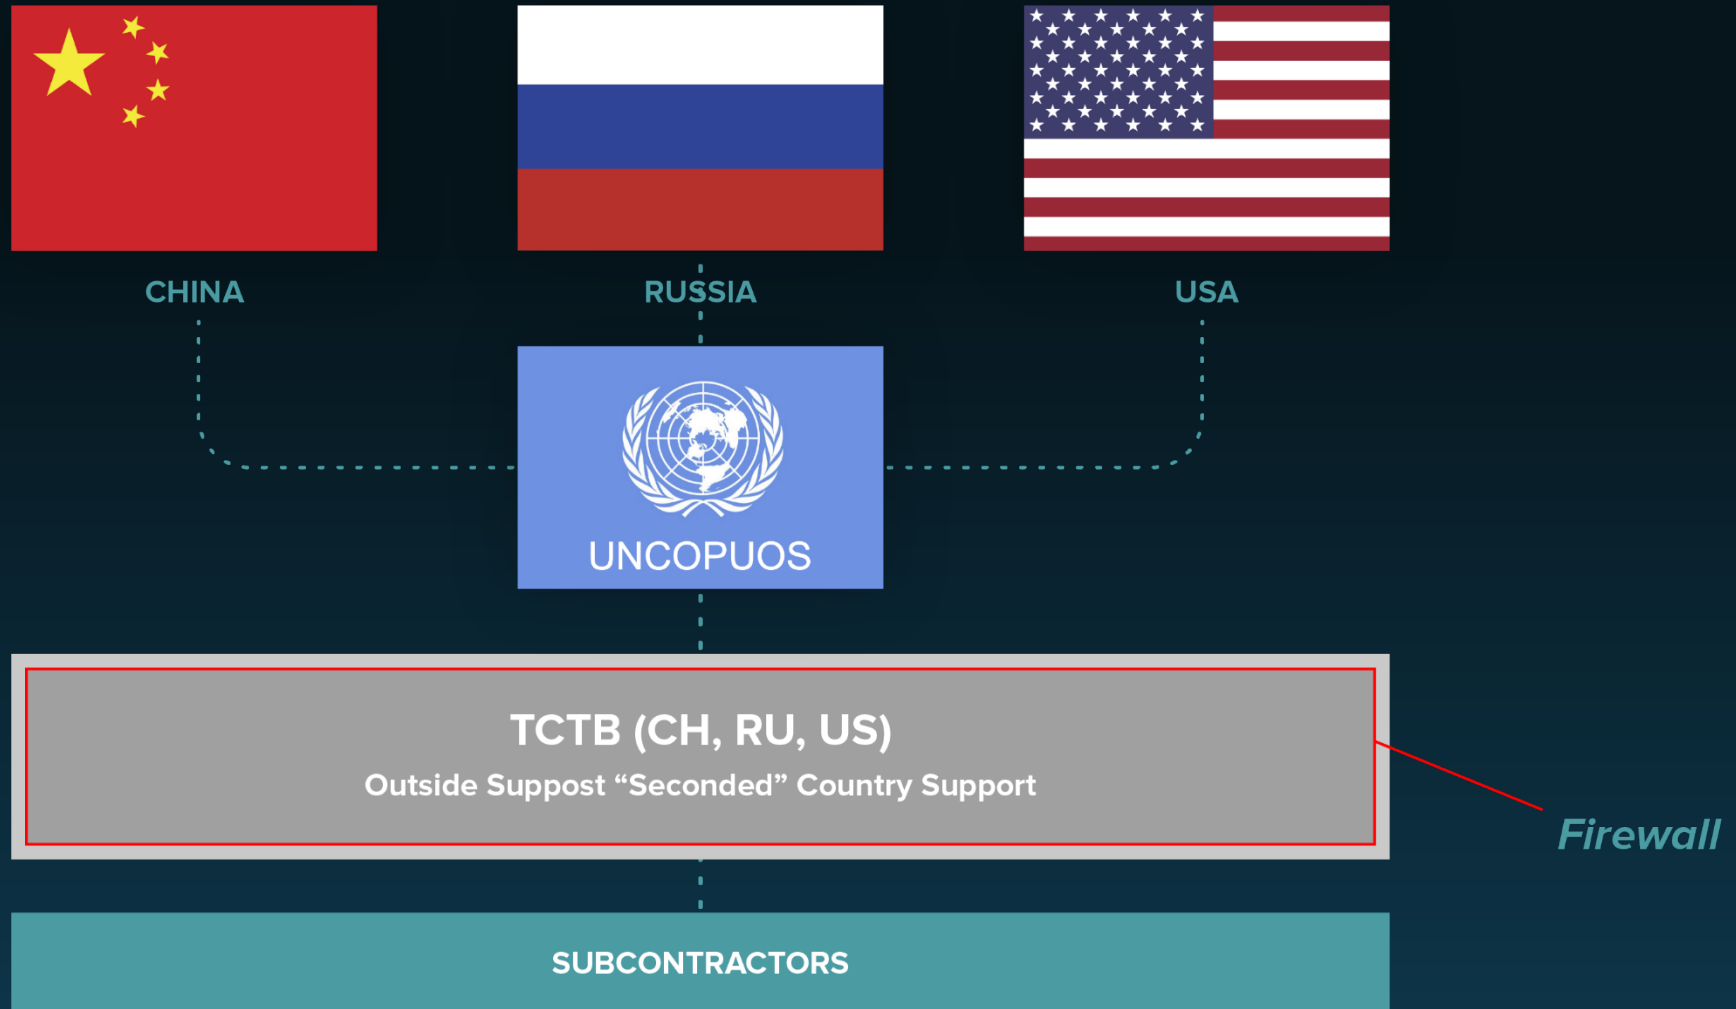 CHINA
RUSSIA
USA
UNCOPUOS
TCTB (CH, RU, US)
Outside Suppost “Seconded” Country Support
Firewall
SUBCONTRACTORS